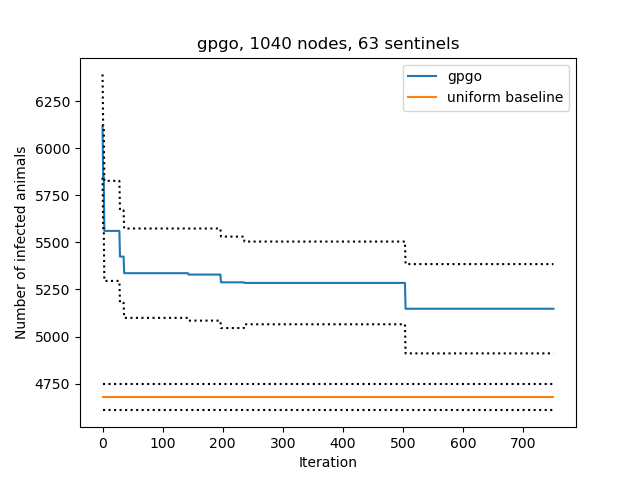 gpgo, 1040 nodes, 63 sentinels
gpgo
uniform baseline
Number of infected animals
6250
6000
5750
5500
5250
5000
4750
0 100 200 300 400 500 600 700
Iteration